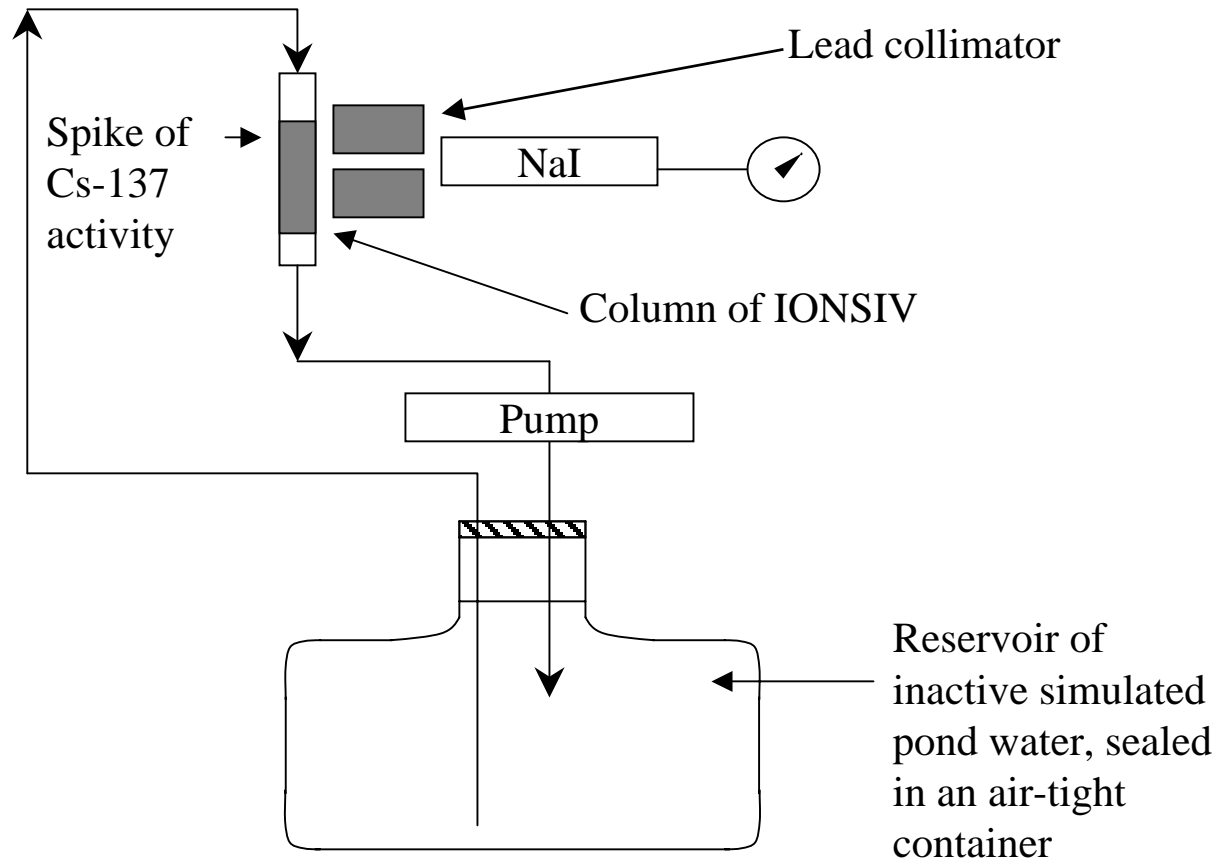 Lead collimator
Spike of
Cs-137
activity
NaI
Column of IONSIV
Pump
Reservoir of
inactive simulated
pond water, sealed
in an air-tight
container